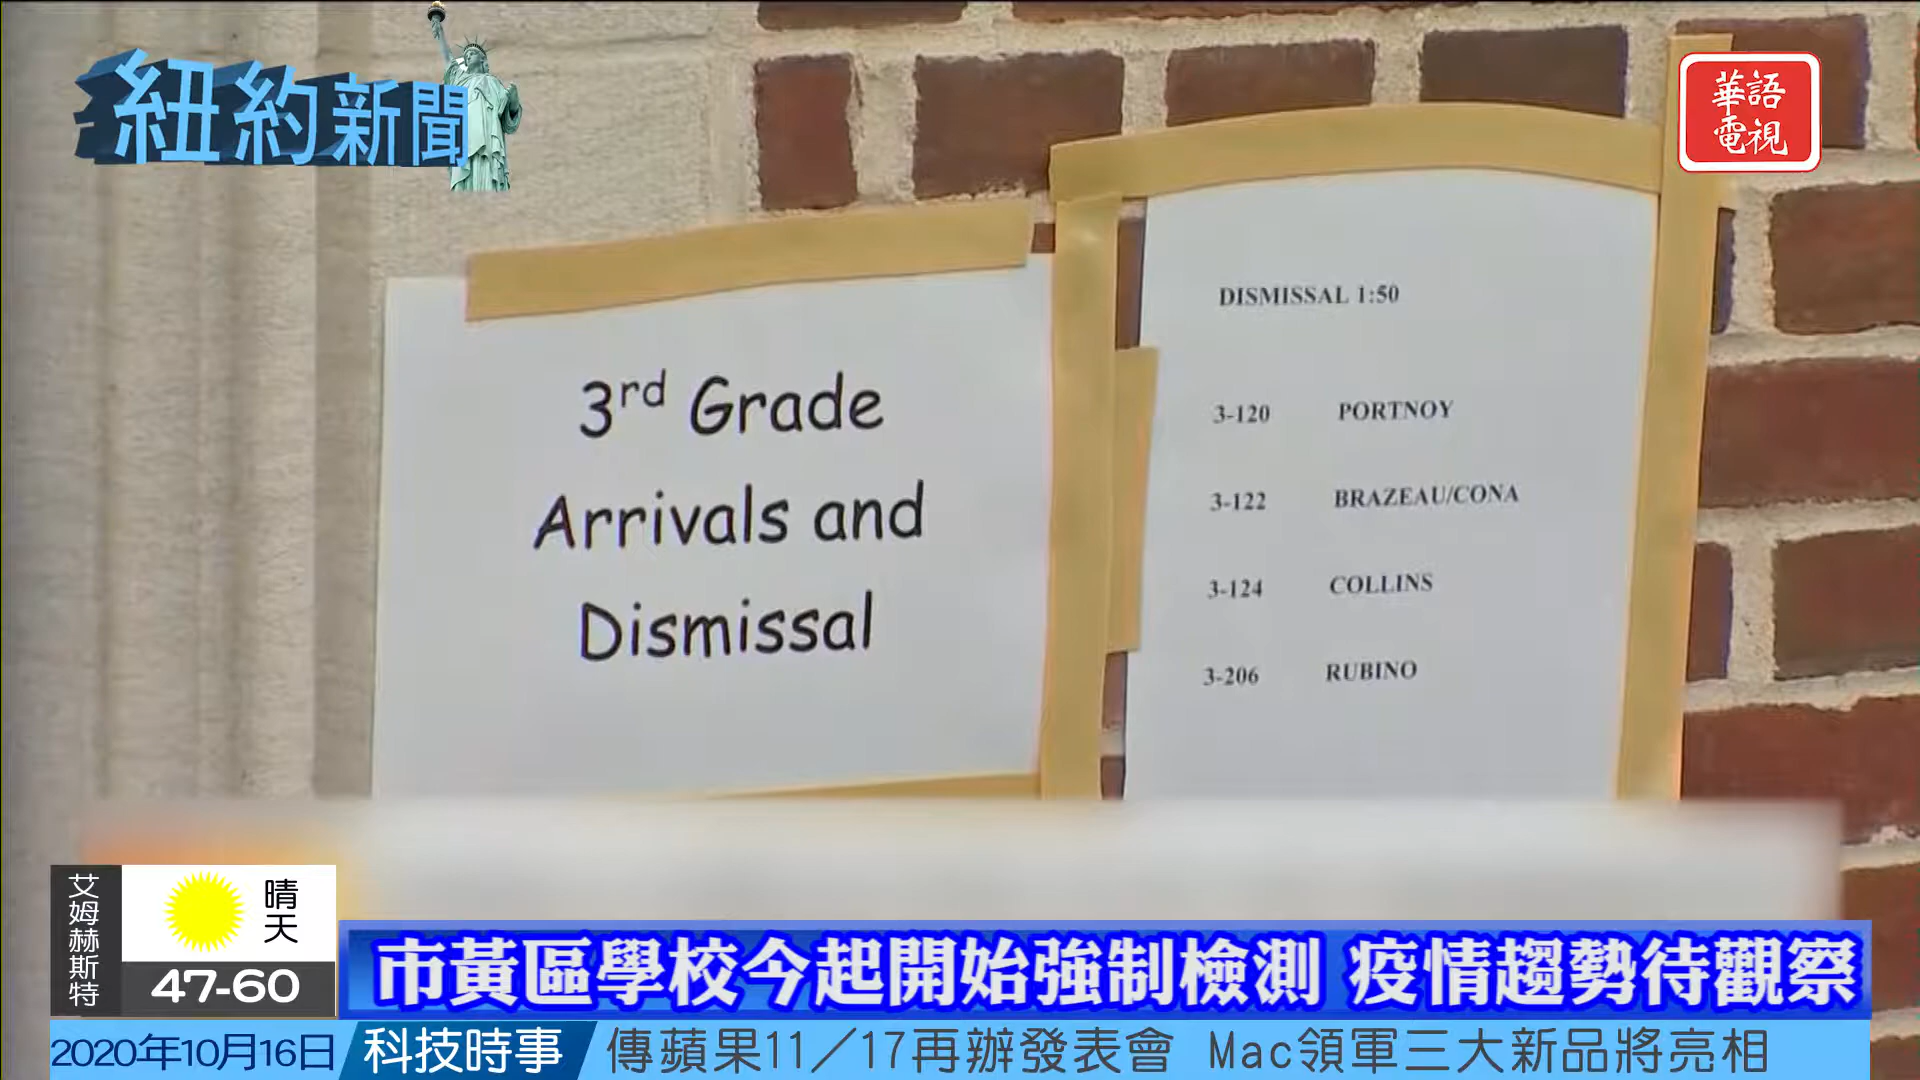 紐約新聞
華語
電視
3rd Grade
Arrivals and
Dismissal
DISMISSAL 1:50
3-120 PORTNOY
3-122 BRAZEAU/CONA
3-124 COLLINS
3-206 RUBINO
艾姆赫斯特
晴天
47-60
市黃區學校今起開始強制檢測 疫情趨勢待觀察
2020年10月16日
科技時事
傳蘋果11／17再辦發表會 Mac領軍三大新品將亮相